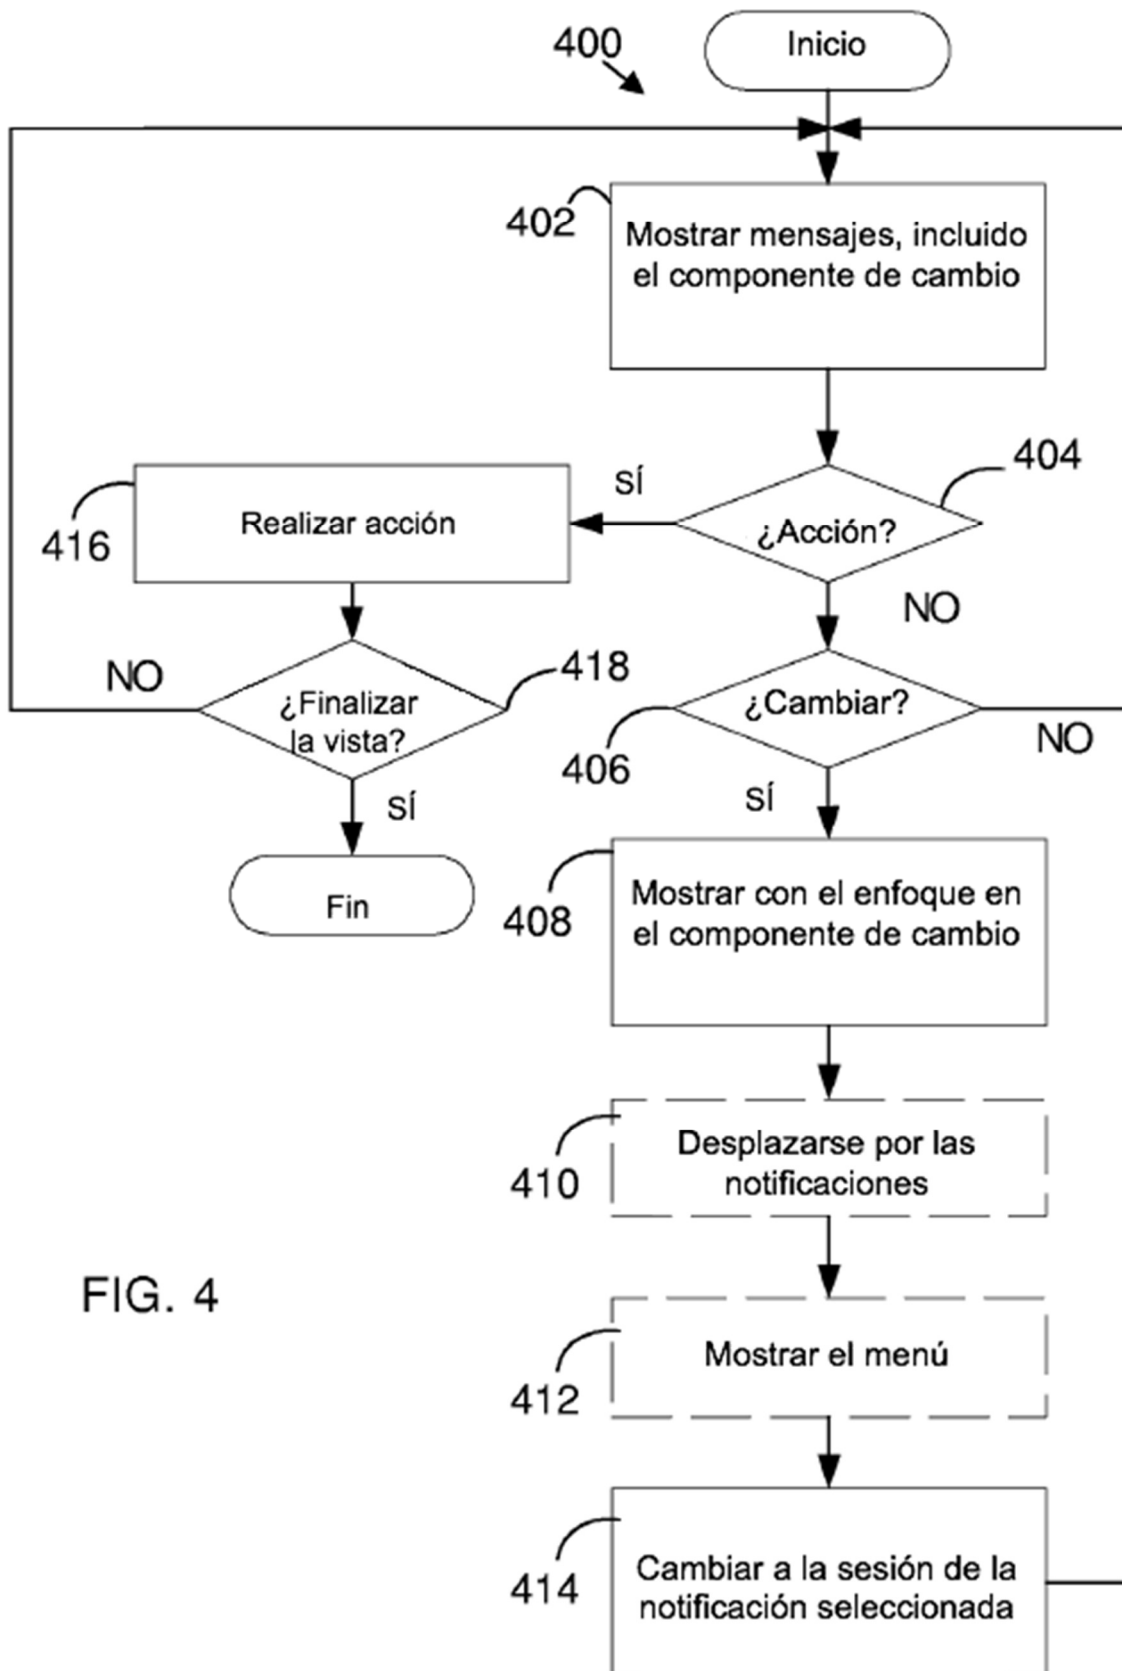 Inicio
400
402
Mostrar mensajes, incluido
el componente de cambio
404
SÍ
¿Acción?
416
Realizar acción
NO
NO
418
¿Finalizar
la vista?
¿Cambiar?
406
NO
SÍ
SÍ
Fin
408
Mostrar con el enfoque en
el componente de cambio
410
Desplazarse por las
notificaciones
FIG. 4
412
Mostrar el menú
414
Cambiar a la sesión de la
notificación seleccionada